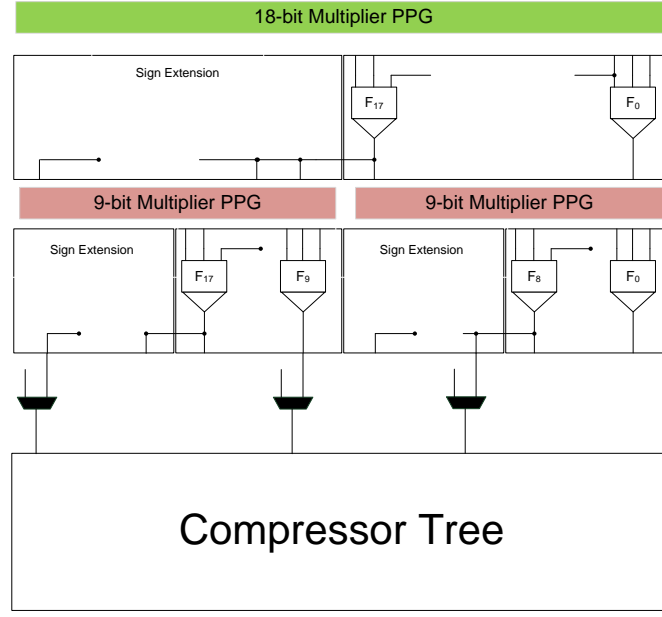 18-bit Multiplier PPG
Sign Extension
F17
F0
9-bit Multiplier PPG
9-bit Multiplier PPG
Sign Extension
F17
F9
Sign Extension
F8
F0
Compressor Tree